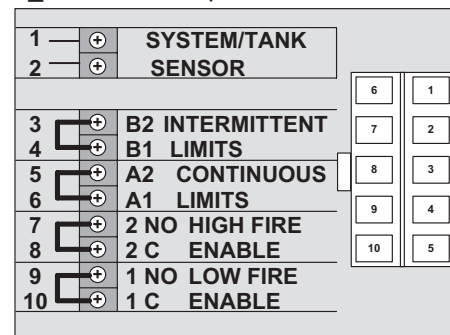 1 SYSTEM/TANK
2 SENSOR
3 B2 INTERMITTENT
4 B1 LIMITS
5 A2 CONTINUOUS
6 A1 LIMITS
7 2 NO HIGH FIRE
8 2 C ENABLE
9 1 NO LOW FIRE
10 1 C ENABLE
6 1
7 2
8 3
9 4
10 5